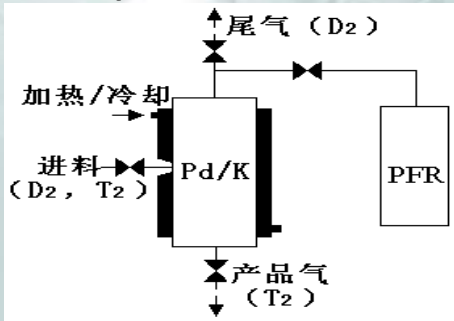 尾气（D2）
加热/冷却
进料
（D2，T2）
Pd/K
PFR
产品气
（T2）